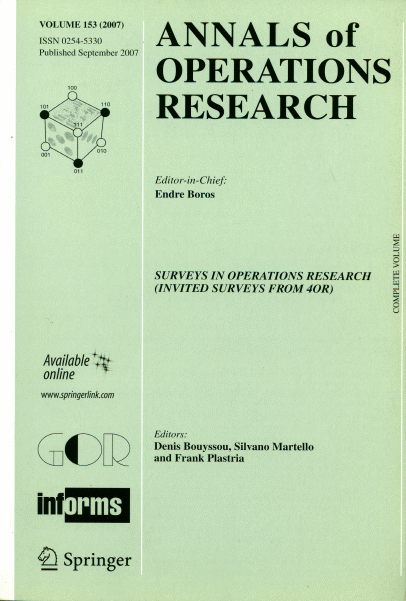 VOLUME 153 (2007)
ISSN 0254-5330
Published September 2007
ANNALS of
OPERATIONS
RESEARCH
100
101
110
111
001
010
011
Editor-in-Chief:
Endre Boros
SURVEYS IN OPERATIONS RESEARCH
(INVITED SURVEYS FROM 4OR)
COMPLETE VOLUME
Available
online
www.springerlink.com
Editors:
Denis Bouyssou, Silvano Martello
and Frank Plastria
GOR
informs
Springer